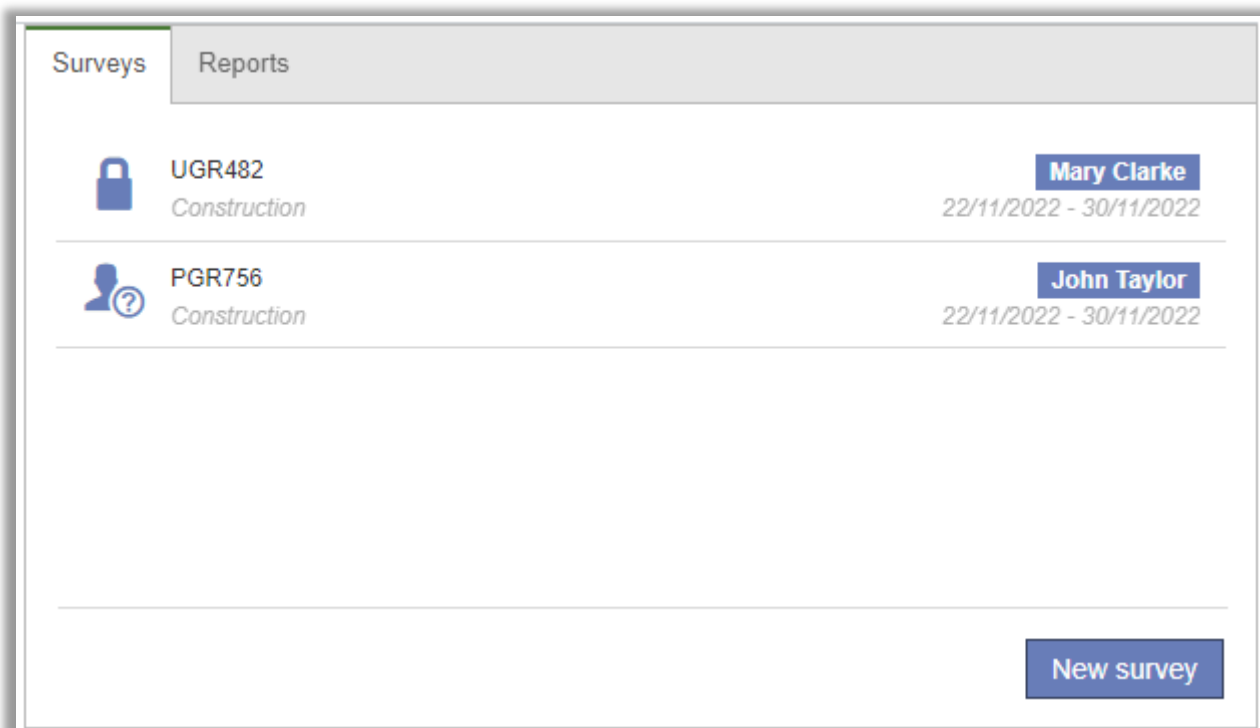 Surveys Reports
UGR482 Mary Clarke
Construction 22/11/2022 - 30/11/2022
PGR756 John Taylor
Construction 22/11/2022 - 30/11/2022
New survey